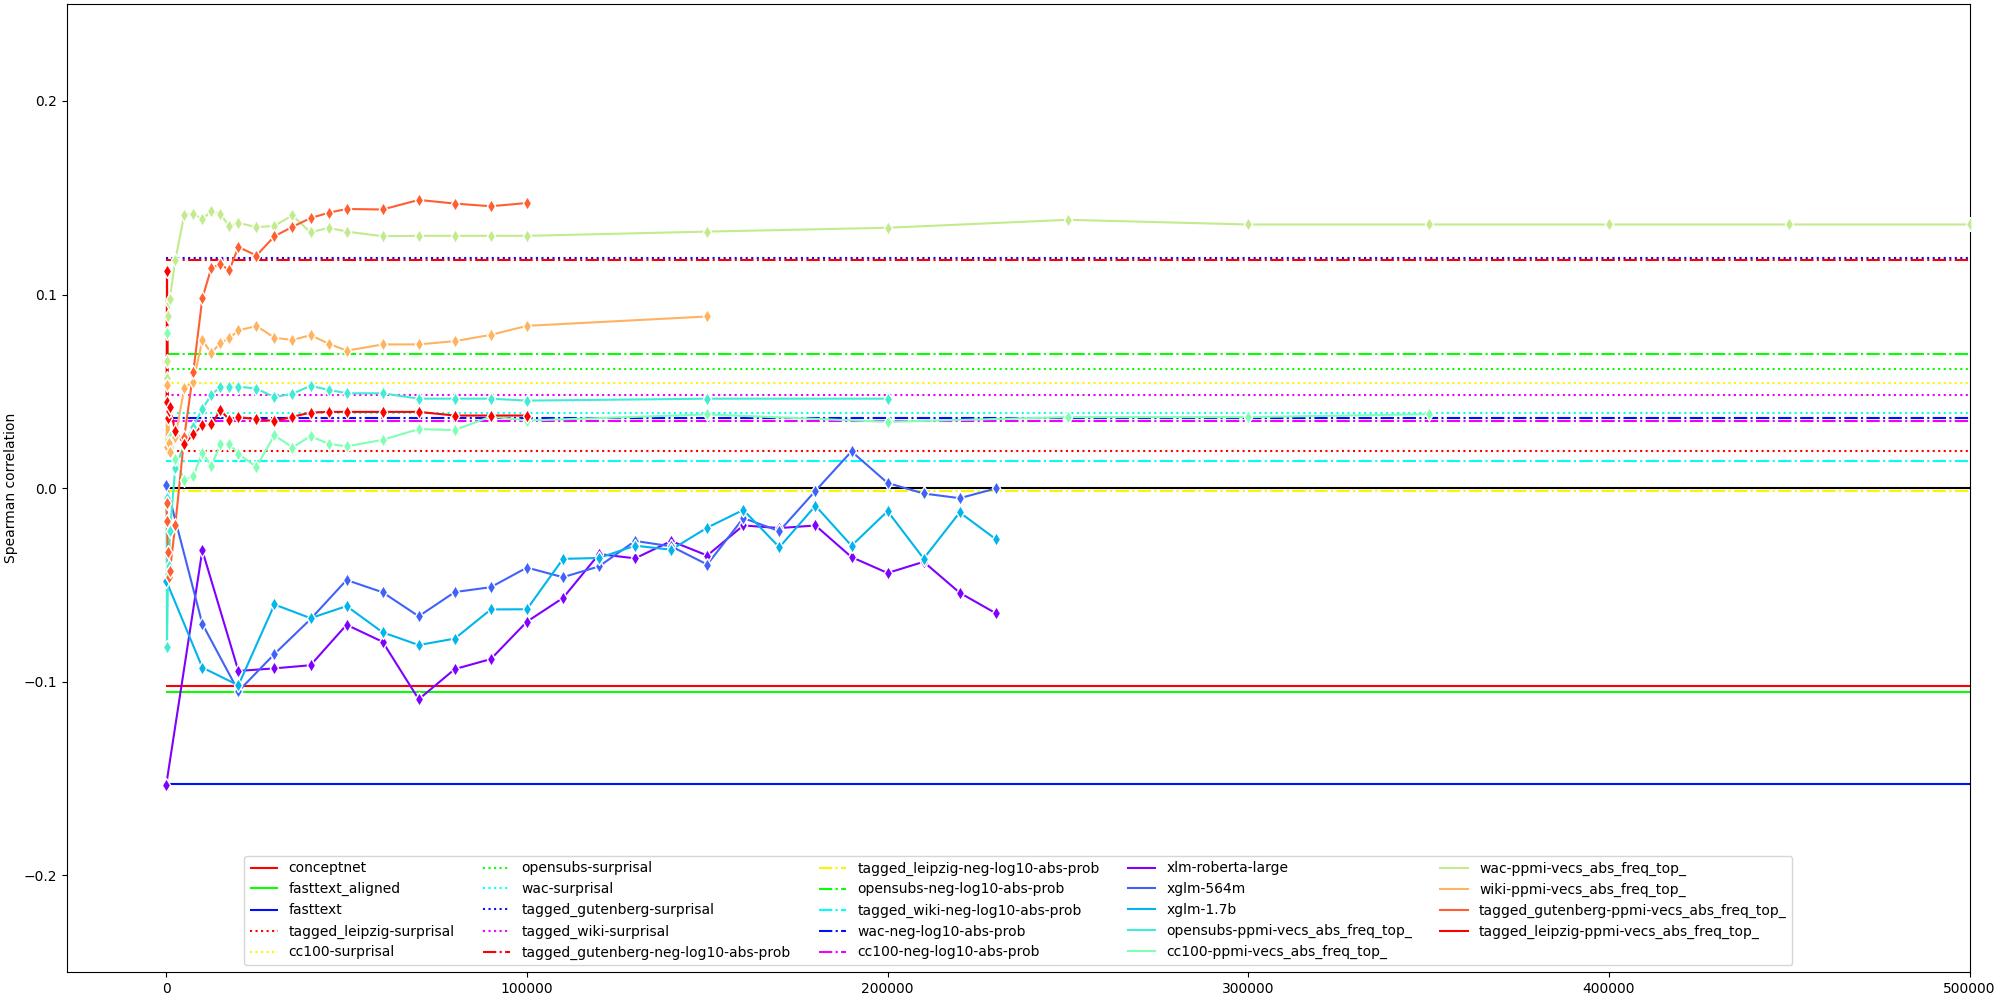 0.2
0.1
0.0
−0.1
−0.2
Spearman correlation
0
100000
200000
300000
400000
500000
conceptnet
fasttext_aligned
fasttext
tagged_leipzig-surprisal
cc100-surprisal
opensubs-surprisal
wac-surprisal
tagged_gutenberg-surprisal
tagged_wiki-surprisal
tagged_gutenberg-neg-log10-abs-prob
tagged_leipzig-neg-log10-abs-prob
opensubs-neg-log10-abs-prob
tagged_wiki-neg-log10-abs-prob
wac-neg-log10-abs-prob
cc100-neg-log10-abs-prob
xlm-roberta-large
xglm-564m
xglm-1.7b
opensubs-ppmi-vecs_abs_freq_top_
cc100-ppmi-vecs_abs_freq_top_
wac-ppmi-vecs_abs_freq_top_
wiki-ppmi-vecs_abs_freq_top_
tagged_gutenberg-ppmi-vecs_abs_freq_top_
tagged_leipzig-ppmi-vecs_abs_freq_top_